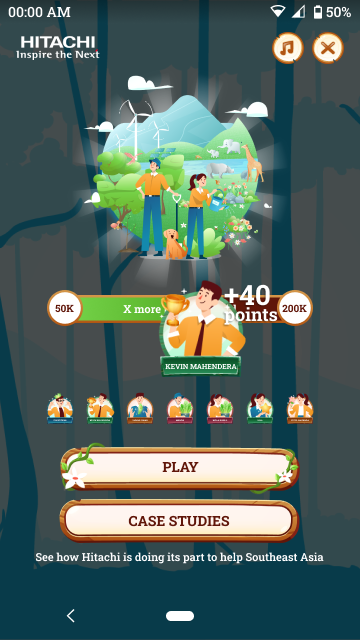 00:00 AM
50%
HITACHI
Inspire the Next
+40
points
50K
X more
200K
KEVIN MAHENDERA
PLAY
CASE STUDIES
See how Hitachi is doing its part to help Southeast Asia